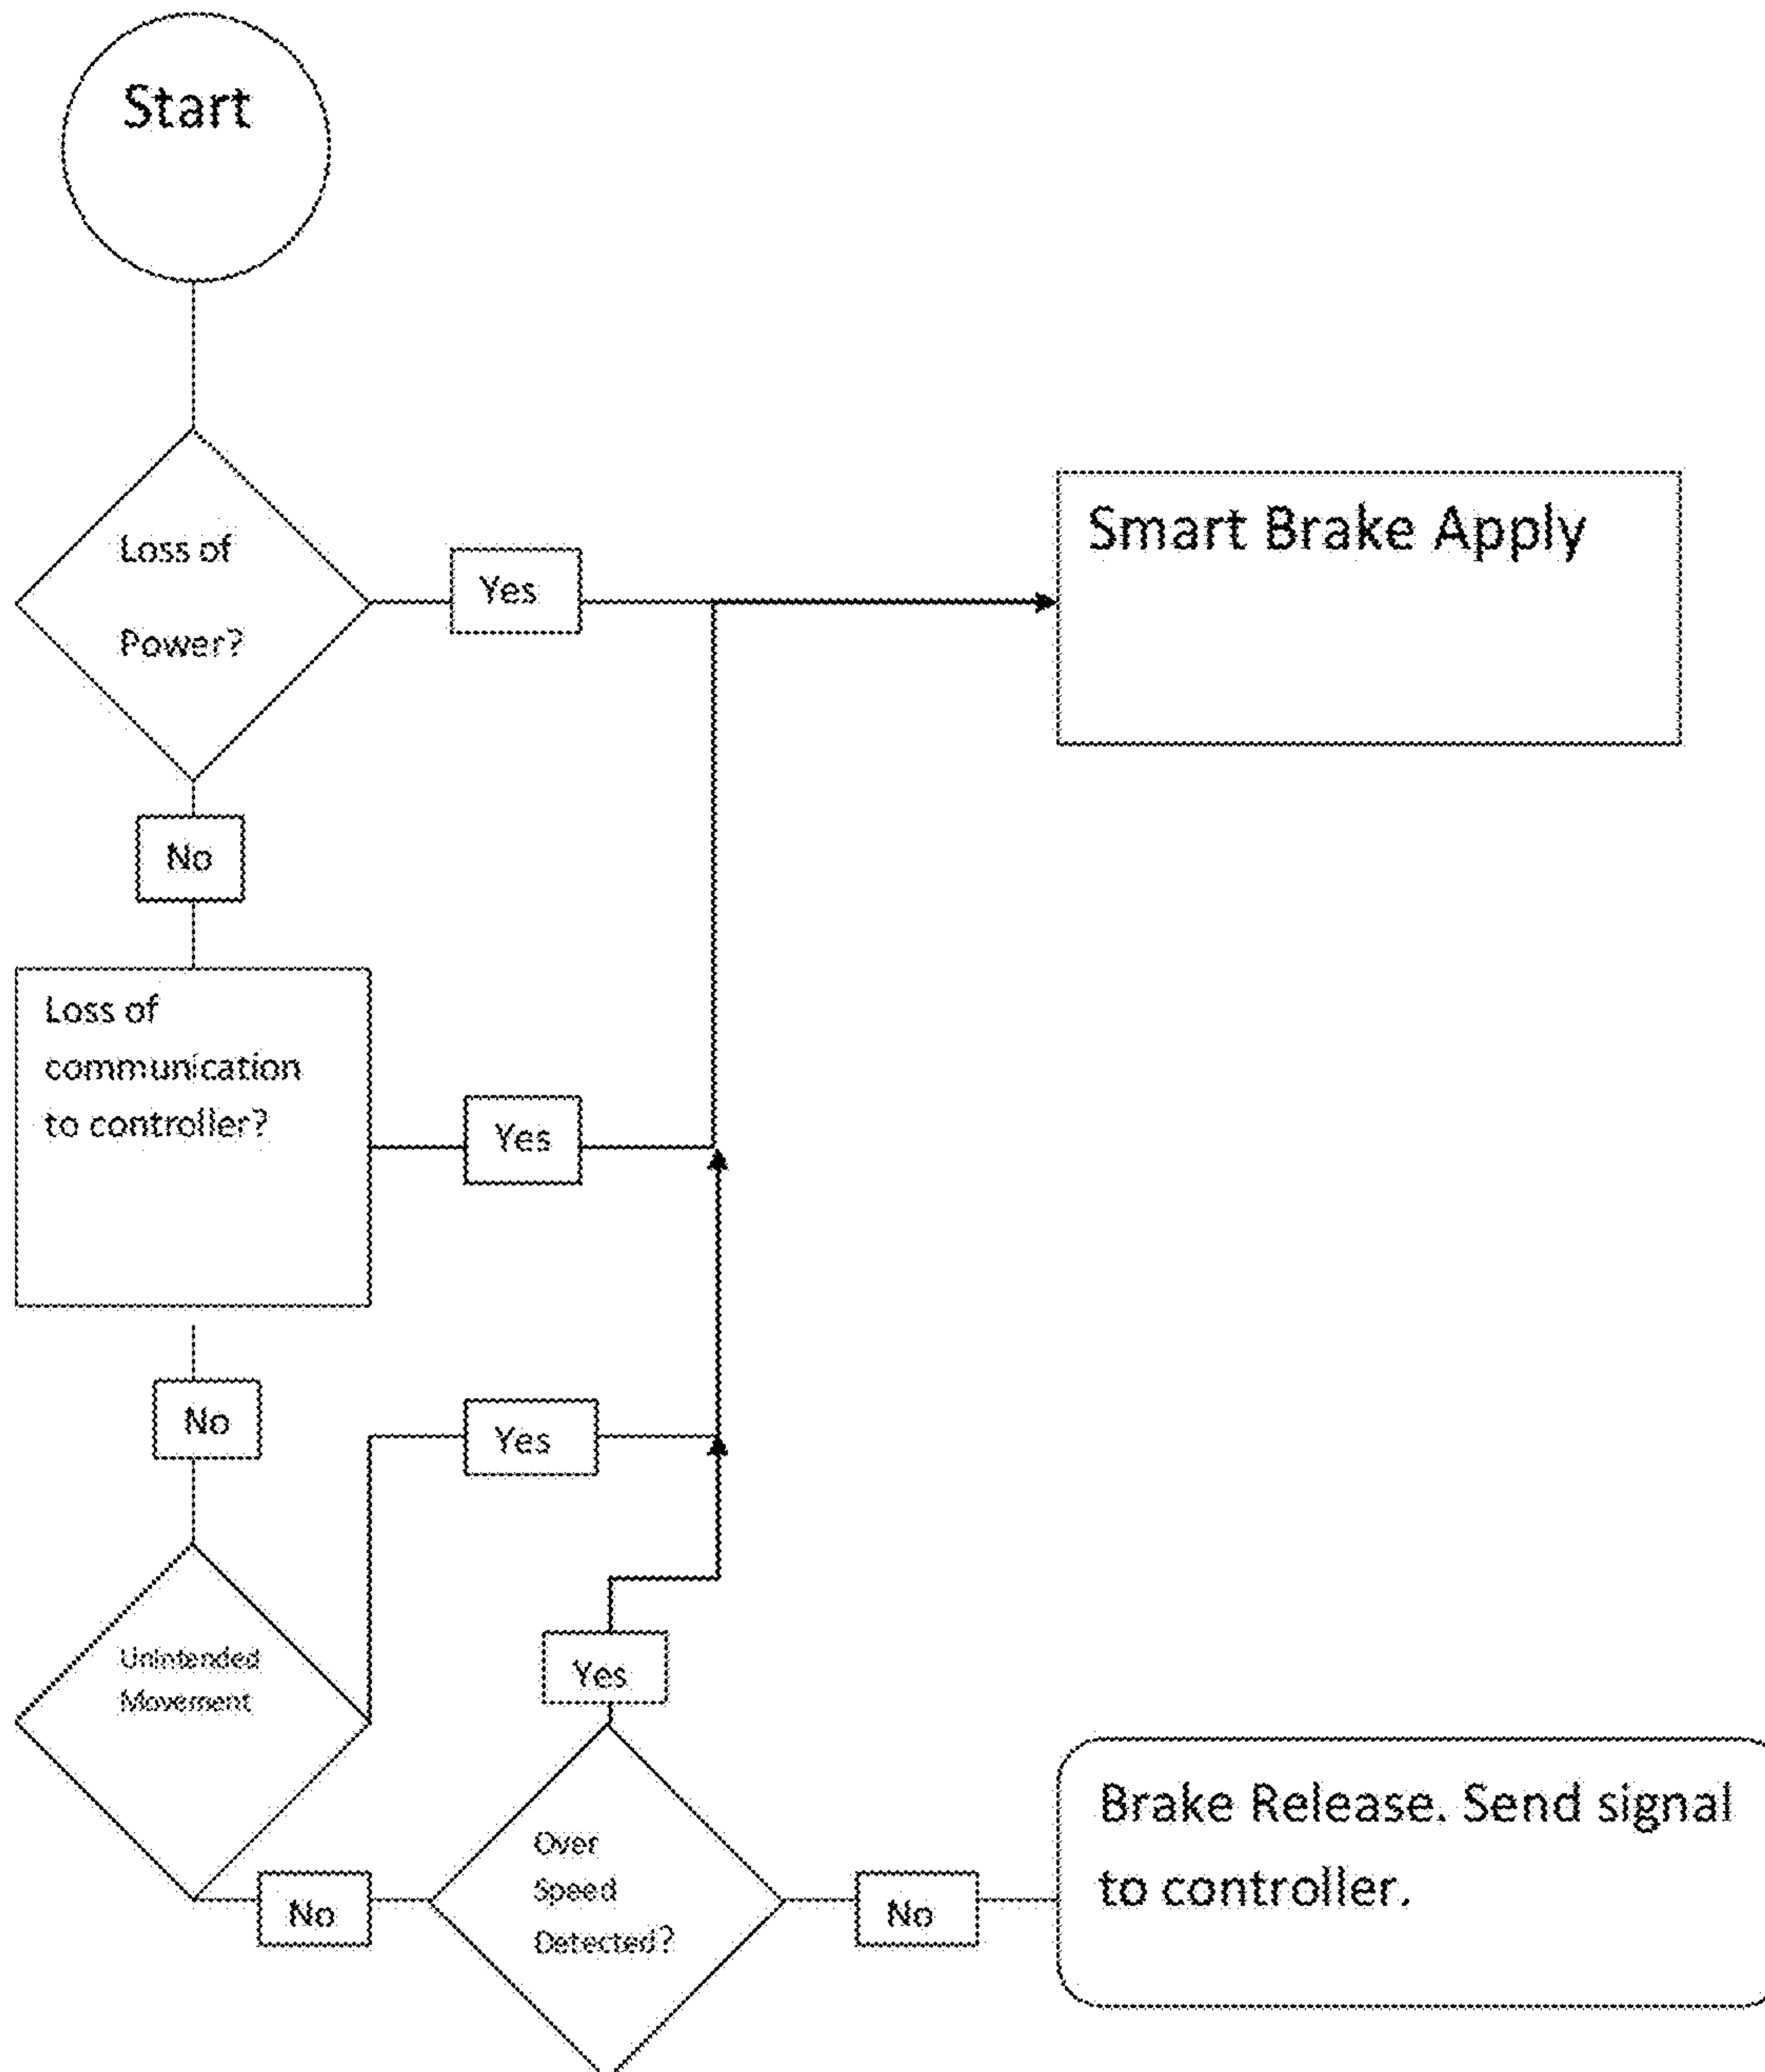 Start
Loss of
Power?
Yes
Smart Brake Apply
No
Loss of
communication
to controller?
Yes
No
Yes
Unintended
Movement
Yes
No
Over
Speed
Detected?
No
Brake Release. Send signal
to controller.